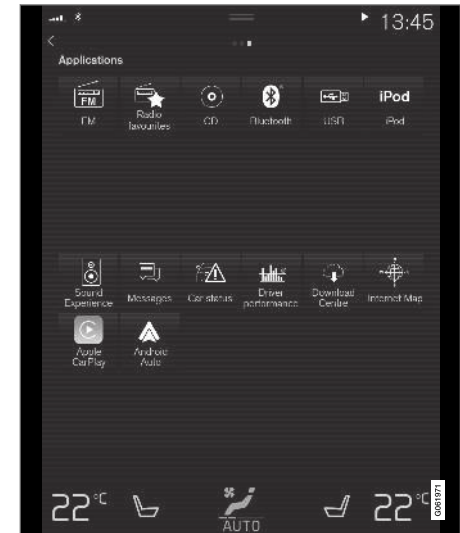 13:45
Applications
FM
iPod
FM
Radio
favourites
CD
Bluetooth
USB
iPod
Sound
Experience
Messages
Car status
Driver
performance
Download
Centre
Internet Map
Apple
CarPlay
Android
Auto
22°C
22°C
AUTO
G061971